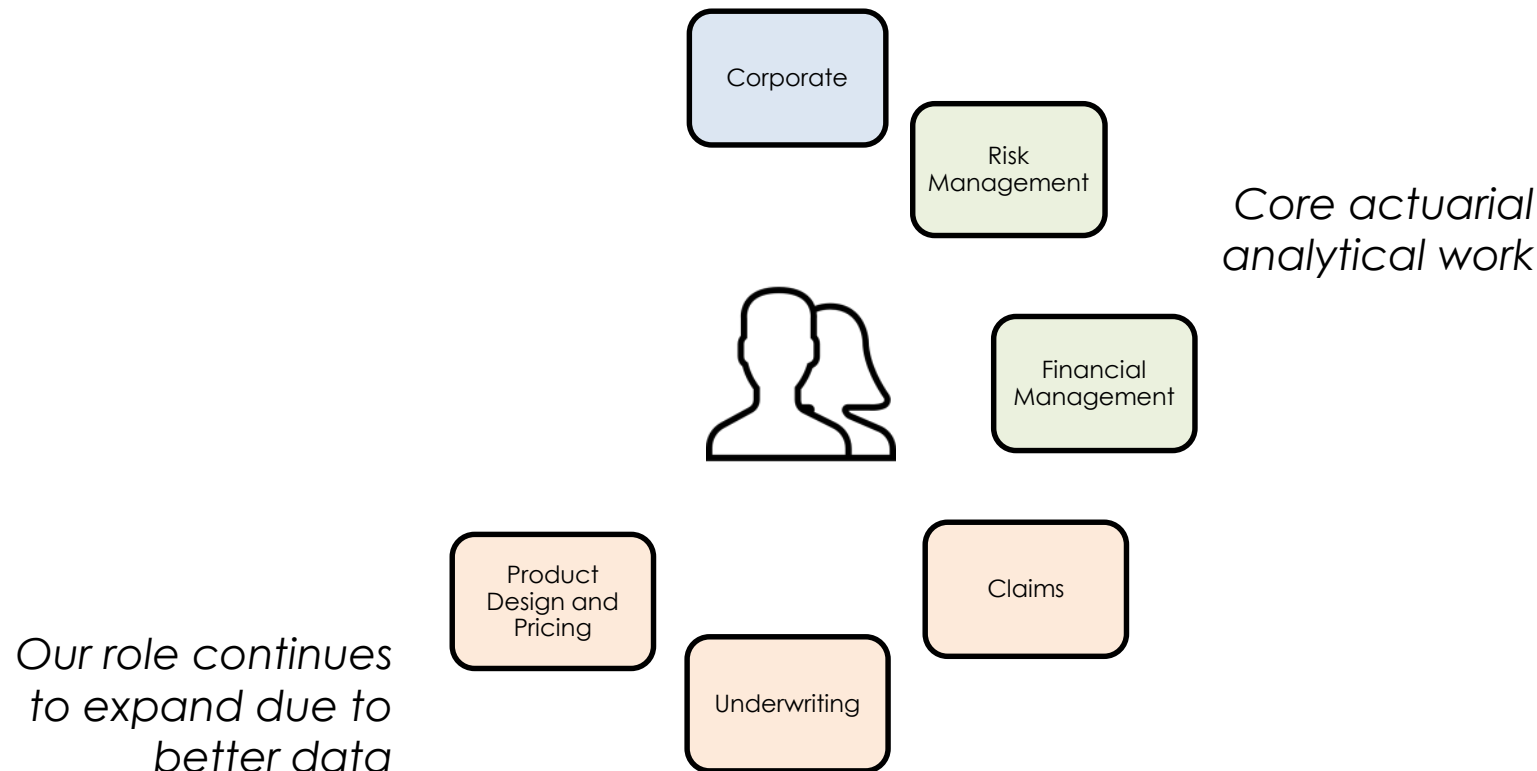 Corporate
Risk
Management
Core actuarial
analytical work
Financial
Management
Claims
Product
Design and
Pricing
Underwriting
Our role continues
to expand due to
better data